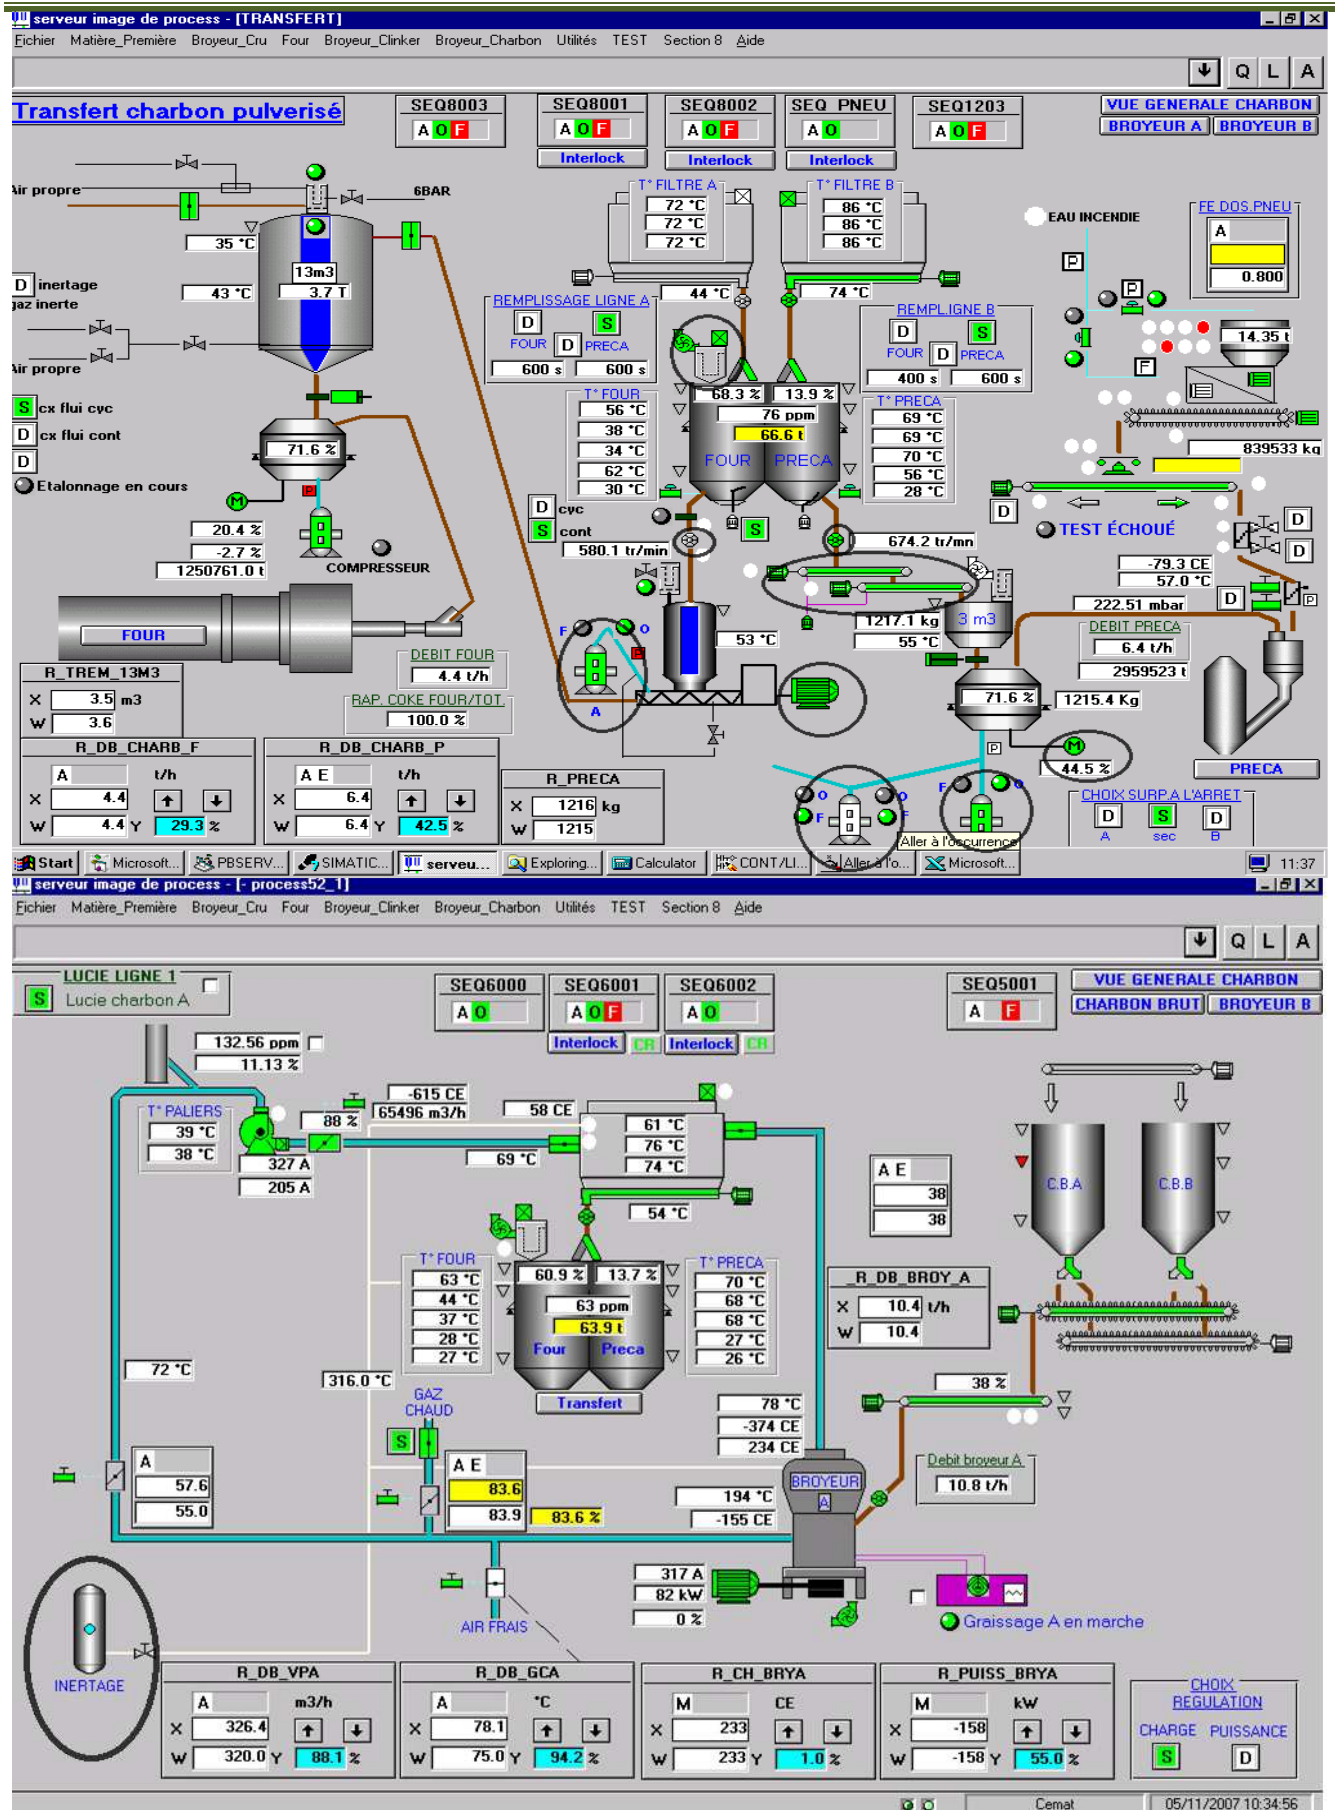 serveur image de process - [TRANSFERT]
Fichier Matière_Première Broyeur_Cru Four Broyeur_Clinker Broyeur_Charbon Utilités TEST Section 8 Aide
Q L A
Transfert charbon pulverisé
SEQ8003 SEQ8001 SEQ8002 SEQ PNEU SEQ1203
A O F A O F A O F A O A O F
Interlock Interlock Interlock
VUE GENERALE CHARBON
BROYEUR A BROYEUR B
Air propre
6BAR
T° FILTRE A T° FILTRE B
72 °C 86 °C
72 °C 86 °C
72 °C 86 °C
EAU INCENDIE
FE DOS.PNEU
A
0.800
35 °C
13m3
3.7 T
43 °C
D inertage
gaz inerte
Air propre
44 °C 74 °C
REMPLISSAGE LIGNE A
D S
FOUR D PRECA
600 s 600 s
REMPL.IGNE B
D S
FOUR D PRECA
400 s 600 s
P
P
F
14.35 t
T° FOUR
56 °C
38 °C
34 °C
62 °C
30 °C
68.3 % 13.9 %
76 ppm
66.6 t
FOUR PRECA
T° PRECA
69 °C
69 °C
70 °C
56 °C
28 °C
839533 kg
S cx flui cyc
D cx flui cont
D
Etalonnage en cours
71.6 %
M
P
20.4 %
-2.7 %
1250761.0 t
COMPRESSEUR
D cyc
S cont
S
580.1 tr/min
674.2 tr/mn
D
TEST ÉCHOUÉ
D
D
-79.3 CE
57.0 °C
D
P
222.51 mbar
FOUR
F O
P
A
53 °C
1217.1 kg
55 °C
3 m3
DEBIT PRECA
6.4 t/h
2959523 t
DEBIT FOUR
4.4 t/h
RAP. COKE FOUR/TOT.
100.0 %
71.6 %
1215.4 Kg
P
M
44.5 %
PRECA
R_TREM_13M3
X 3.5 m3
W 3.6
R_DB_CHARB_F
A t/h
X 4.4
W 4.4 Y 29.3 %
R_DB_CHARB_P
A E t/h
X 6.4
W 6.4 Y 42.5 %
R_PRECA
X 1216 kg
W 1215
O O F O
F F
Aller à l'occurrence
CHOIX SURP.A L'ARRET
D S D
A sec B
Start Microsoft... PBSERV... SIMATIC... serveu... Exploring... Calculator CONT/LI... Aller à l'o... Microsoft... 11:37
serveur image de process - [- process52_1]
Fichier Matière_Première Broyeur_Cru Four Broyeur_Clinker Broyeur_Charbon Utilités TEST Section 8 Aide
Q L A
LUCIE LIGNE 1
S Lucie charbon A
SEQ6000 SEQ6001 SEQ6002 SEQ5001
A O A O F A O A F
Interlock CR Interlock CR
VUE GENERALE CHARBON
CHARBON BRUT BROYEUR B
132.56 ppm
11.13 %
T° PALIERS
39 °C
38 °C
88 %
-615 CE
65496 m3/h
58 CE
327 A
205 A
69 °C
61 °C
76 °C
74 °C
54 °C
A E
38
38
C.B.A C.B.B
T° FOUR
63 °C
44 °C
37 °C
28 °C
27 °C
60.9 % 13.7 %
63 ppm
63.9 t
Four Preca
Transfert
T° PRECA
70 °C
68 °C
68 °C
27 °C
26 °C
_R_DB_BROY_A
X 10.4 t/h
W 10.4
72 °C
316.0 °C
GAZ
CHAUD
S
38 %
78 °C
-374 CE
234 CE
A
57.6
55.0
A E
83.6
83.9 83.6 %
BROYEUR
A
194 °C
-155 CE
Debit broyeur A
10.8 t/h
317 A
82 kW
0 %
AIR FRAIS
Graissage A en marche
INERTAGE
R_DB_VPA
A m3/h
X 326.4
W 320.0 Y 88.1 %
R_DB_GCA
A °C
X 78.1
W 75.0 Y 94.2 %
R_CH_BRYA
M CE
X 233
W 233 Y 1.0 %
R_PUISS_BRYA
M kW
X -158
W -158 Y 55.0 %
CHOIX
REGULATION
CHARGE PUISSANCE
S D
Cemat 05/11/2007 10:34:56